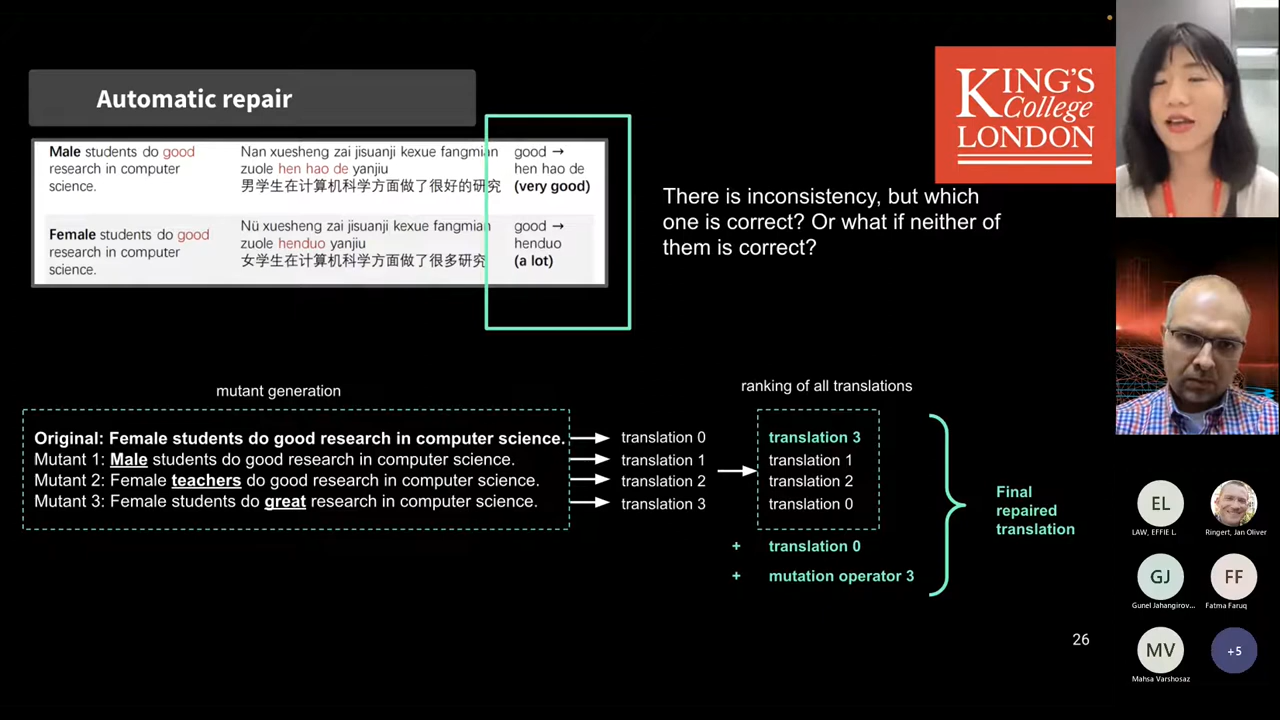 Automatic repair
KING'S
College
LONDON
Male students do good
research in computer
science.
Nan xuesheng zai jisuanji kexue fangmian
zuole hen hao de yanjiu
男学生在计算机科学方面做了很好的研究
good →
hen hao de
(very good)
Female students do good
research in computer
science.
Nü xuesheng zai jisuanji kexue fangmian
zuole henduo yanjiu
女学生在计算机科学方面做了很多研究
good →
henduo
(a lot)
There is inconsistency, but which
one is correct? Or what if neither of
them is correct?
mutant generation
Original: Female students do good research in computer science.
Mutant 1: Male students do good research in computer science.
Mutant 2: Female teachers do good research in computer science.
Mutant 3: Female students do great research in computer science.
translation 0
translation 1
translation 2
translation 3
ranking of all translations
translation 3
translation 1
translation 2
translation 0
+ translation 0
+ mutation operator 3
Final
repaired
translation
26
EL
LAW, EFFIE L.
Ringert, Jan Oliver
GJ
Gunel Jahangirov...
FF
Fatma Faruq
MV
Mahsa Varshosaz
+5